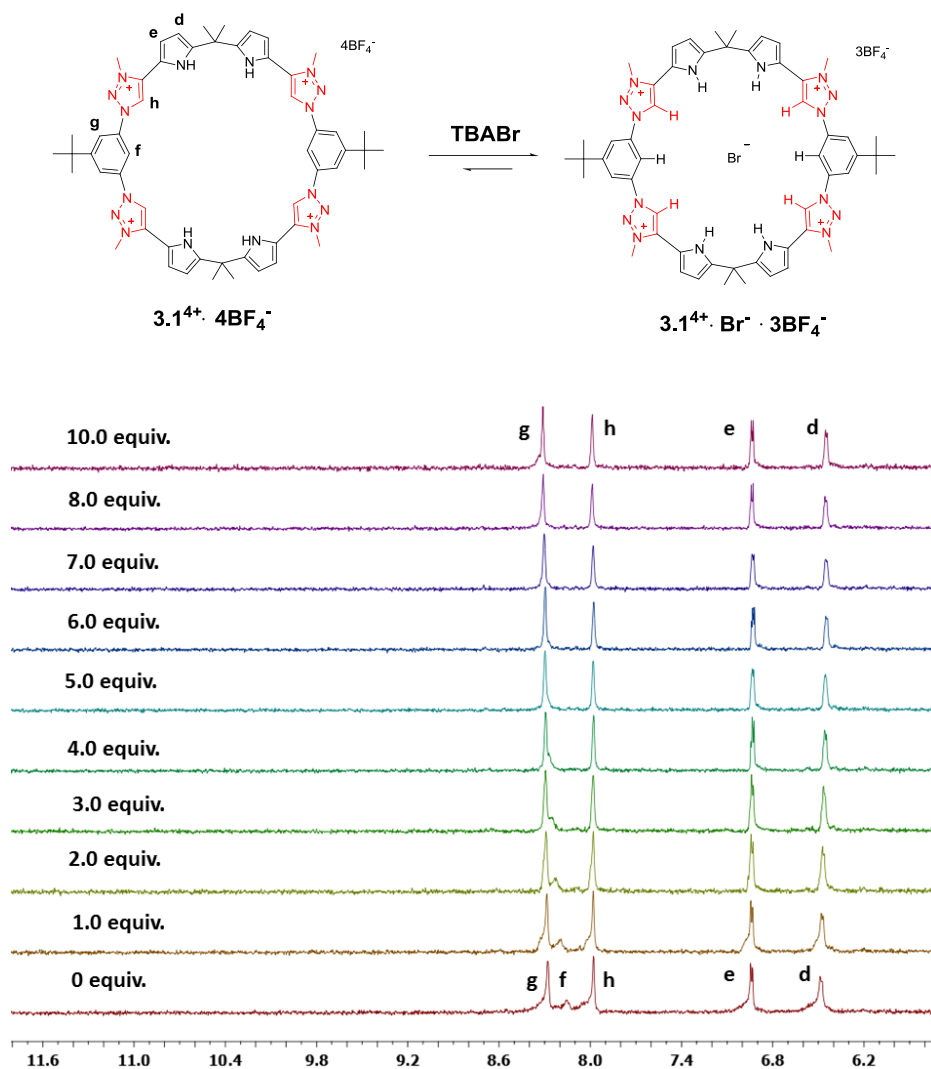 d
e
4BF₄⁻
3BF₄⁻
NH HN N H N H
N N N + h N N N +
N N N + H H N N N +
g
f
TBABr
H Br⁻ H
N N N + N N N +
H N N N + H N N N +
NH HN N H N H
3.1⁴⁺· 4BF₄⁻
3.1⁴⁺· Br⁻ · 3BF₄⁻
10.0 equiv. g h e d
8.0 equiv.
7.0 equiv.
6.0 equiv.
5.0 equiv.
4.0 equiv.
3.0 equiv.
2.0 equiv.
1.0 equiv.
0 equiv. g f h e d
11.6 11.0 10.4 9.8 9.2 8.6 8.0 7.4 6.8 6.2